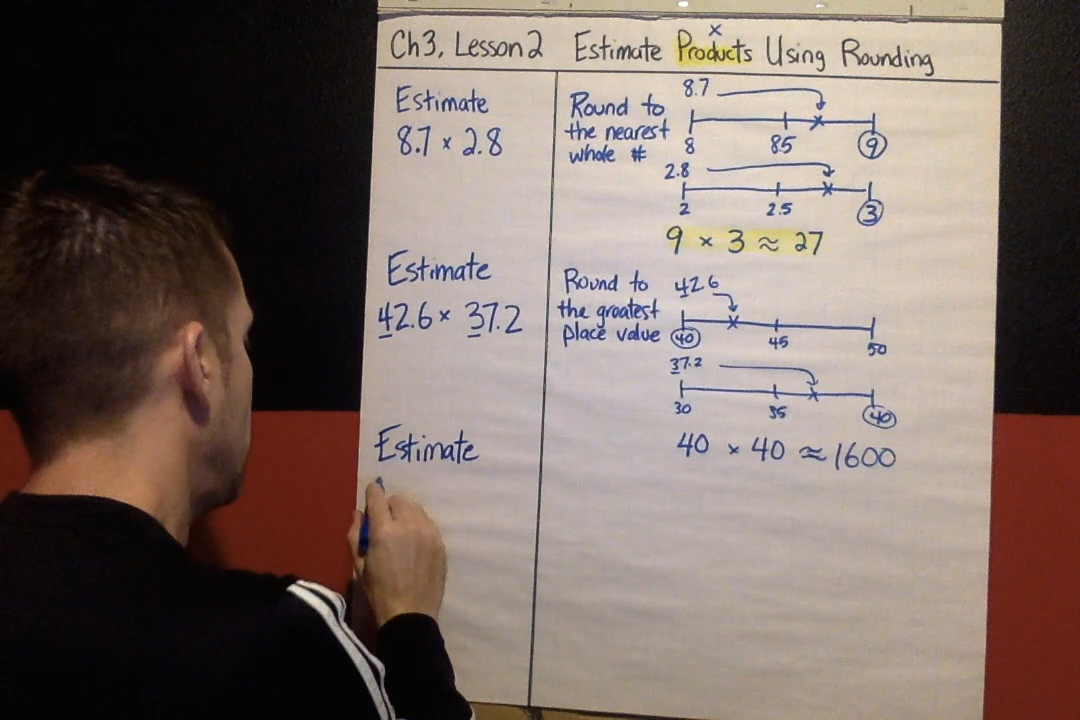 Ch3, Lesson 2 Estimate Products Using Rounding
×
Estimate
8.7 × 2.8
Round to
the nearest
whole #
8.7
8 85 9
2.8
2 2.5 3
9 × 3 ≈ 27
Estimate
42.6 × 37.2
Round to
the greatest
place value
42.6
40 45 50
37.2
30 35 40
40 × 40 ≈ 1600
Estimate